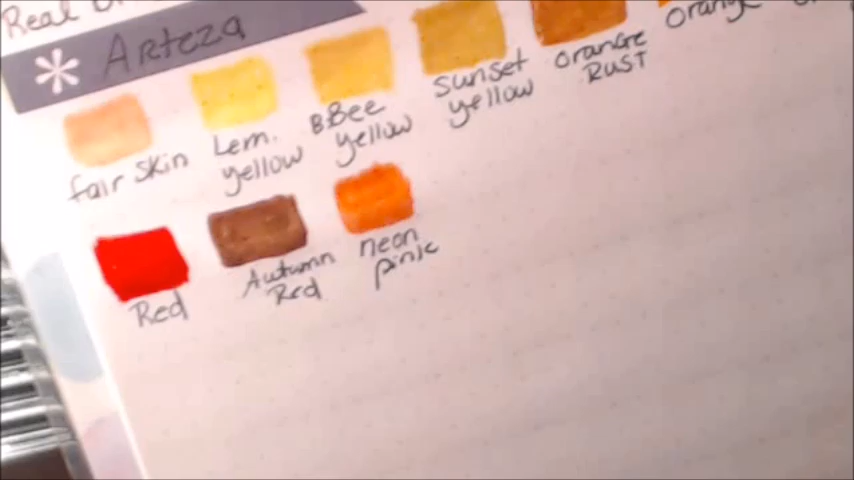 Real
Arteza
fair skin
Lem.
yellow
B.Bee
yellow
sunset
yellow
orange
RUST
orange
Red
Autumn
Red
neon
pink